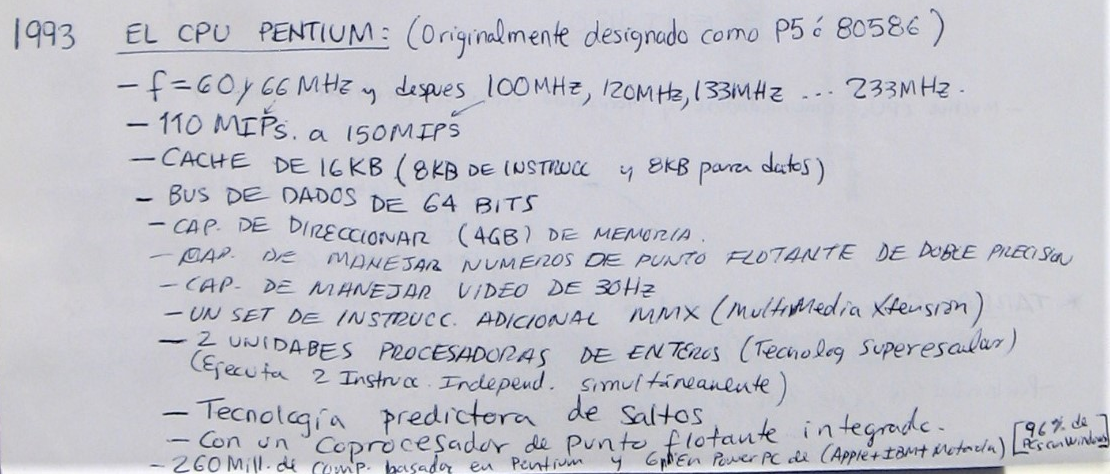 1993 EL CPU PENTIUM: (Originalmente designado como P5 ó 80586)
- f=60 y 66 MHz y despues 100MHz, 120MHz, 133MHz ... 233MHz.
- 110 MIPs. a 150MIPS
- CACHE DE 16KB (8KB DE INSTRUCC y 8KB para datos)
- BUS DE DADOS DE 64 BITS
- CAP. DE DIRECCIONAR (4GB) DE MEMORIA.
- CAP. DE MANEJAR NUMEROS DE PUNTO FLOTANTE DE DOBLE PRECISION
- CAP. DE MANEJAR VIDEO DE 30Hz
- UN SET DE INSTRUCC. ADICIONAL MMX (MultiMedia Xtension)
- 2 UNIDABES PROCESADORAS DE ENTEROS (Tecnolog superescalar)
(Ejecuta 2 Instrucc. Independ. simultáneamente)
- Tecnología predictora de saltos
- Con un coprocesador de punto flotante integrado.
- 260 Mill. de Comp. basados en Pentium y en PowerPC de (Apple+IBM+Motorola) [96% de PCs con Windows]